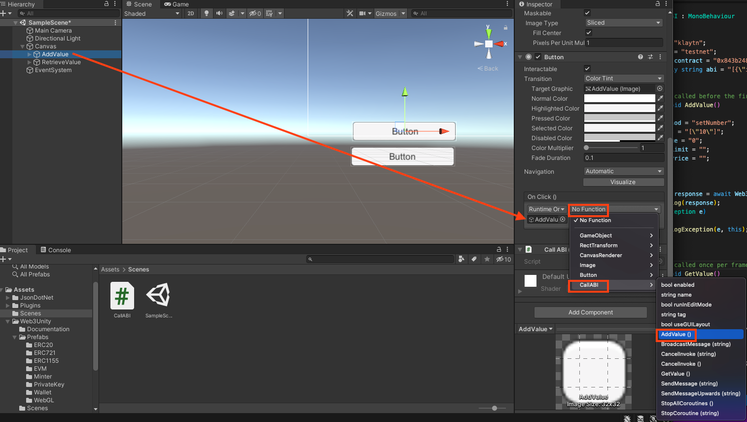 Hierarchy
All
SampleScene*
Main Camera
Directional Light
Canvas
AddValue
RetrieveValue
EventSystem
Scene
Game
Shaded
2D
Gizmos
All
Back
Button
Button
Inspector
Maskable
Image Type
Sliced
Fill Center
Pixels Per Unit Mul
1
Button
Interactable
Transition
Color Tint
Target Graphic
AddValue (Image)
Normal Color
Highlighted Color
Pressed Color
Selected Color
Disabled Color
Color Multiplier
1
Fade Duration
0.1
Navigation
Automatic
Visualize
On Click ()
Runtime Or
No Function
AddValu
No Function
GameObject
RectTransform
CanvasRenderer
Image
Button
CallABI
Call ABI
Script
Default
Shader
Add Component
AddValue
AddValue
Image Size: 32x32
bool enabled
string name
bool runInEditMode
string tag
bool useGUILayout
AddValue ()
BroadcastMessage (string)
CancelInvoke (string)
CancelInvoke ()
GetValue ()
SendMessage (string)
SendMessageUpwards (string)
StopAllCoroutines ()
StopCoroutine (string)
Project
Console
10
All Models
All Prefabs
Assets
JsonDotNet
Plugins
Scenes
Web3Unity
Documentation
Prefabs
ERC20
ERC721
ERC1155
EVM
Minter
PrivateKey
Wallet
WebGL
Scenes
Assets > Scenes
CallABI
SampleSc...
I : MonoBehaviour
"klaytn";
= "testnet";
contract = "0x843b24
y string abi = "[{\"
called before the fir
id AddValue()
od = "setNumber";
= "[\"10\"]";
e = "0";
imit = "";
rice = "";
response = await Web3
og(response);
eption e)
ogException(e, this);
called once per frame
id GetValue()